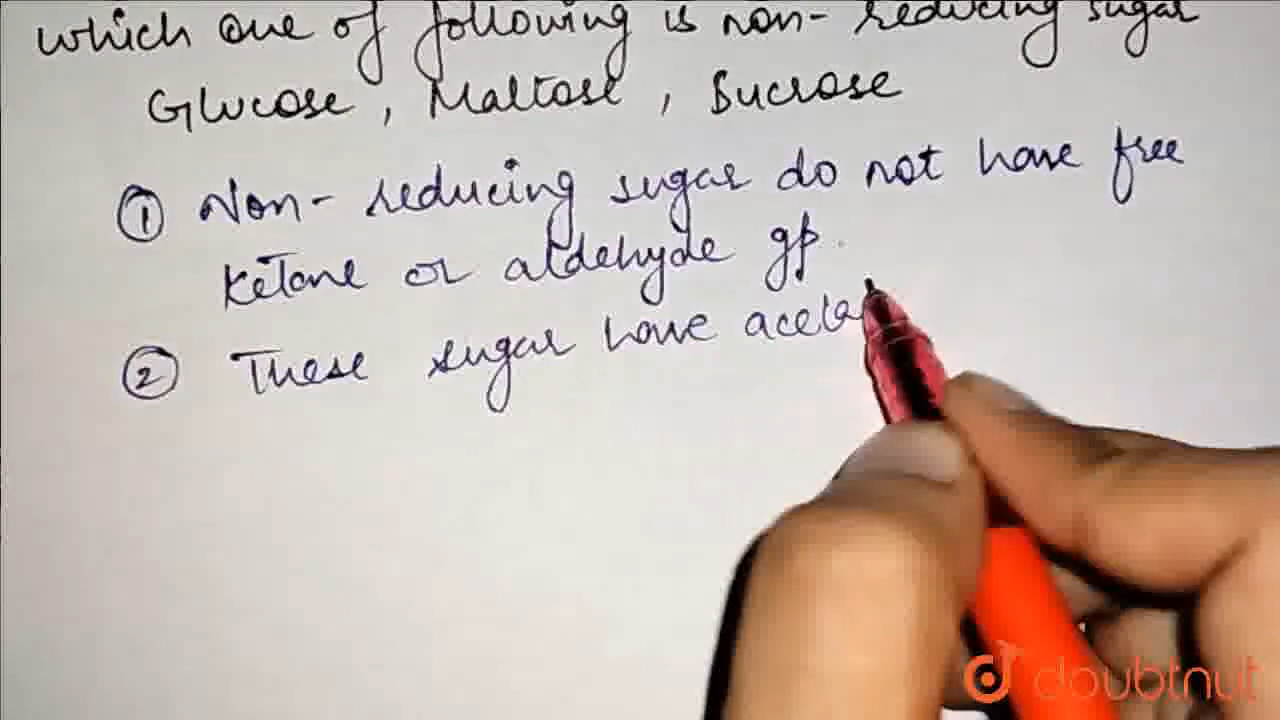 which one of following is non- reducing sugar
Glucose, Maltose, Sucrose
① Non- reducing sugar do not have free
Ketone or aldehyde gp.
② These sugar have aceta
doubtnut